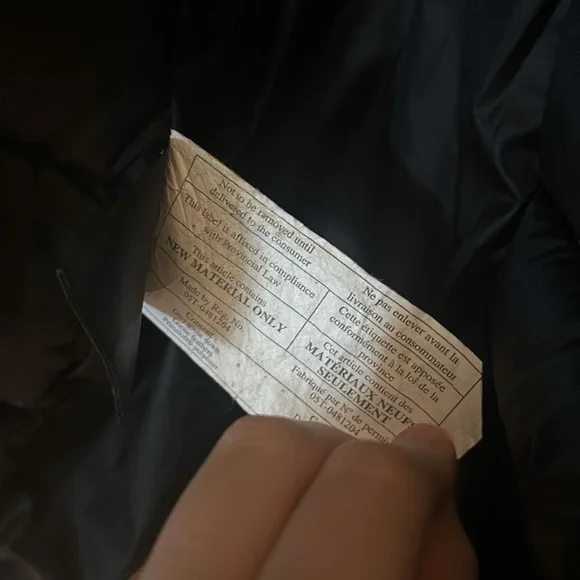 Not to be removed until
delivered to the consumer
This label is affixed in compliance
with Provincial Law
This article contains
NEW MATERIAL ONLY
Made by Reg. No.
05T-0481204
Content:
Ne pas enlever avant la
livraison au consommateur
Cette étiquette est apposée
conformément à la loi de la
province
Cet article contient des
MATERIAUX NEUFS
SEULEMENT
Fabriqué par N° de permis
05T-0481204